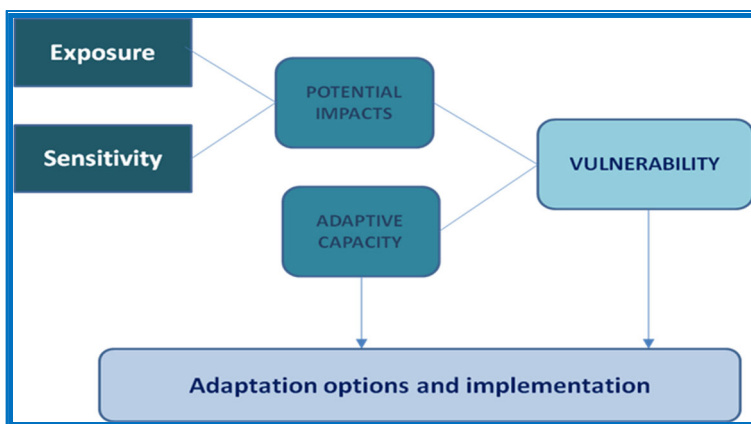 Exposure
POTENTIAL
IMPACTS
Sensitivity
VULNERABILITY
ADAPTIVE
CAPACITY
Adaptation options and implementation